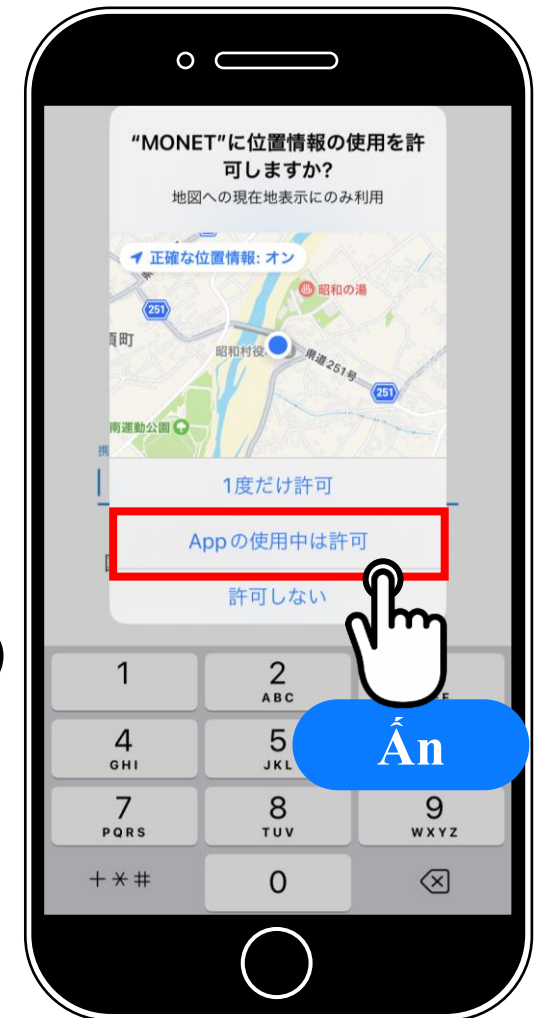 “MONET”に位置情報の使用を許
可しますか?
地図への現在地表示にのみ利用
正確な位置情報: オン
昭和の湯
251
頁町
昭和村役
県道251号
251
南運動公園
携
1度だけ許可
Appの使用中は許可
許可しない
1
2
ABC
4
GHI
5
JKL
Ấn
7
PQRS
8
TUV
9
WXYZ
+*#
0